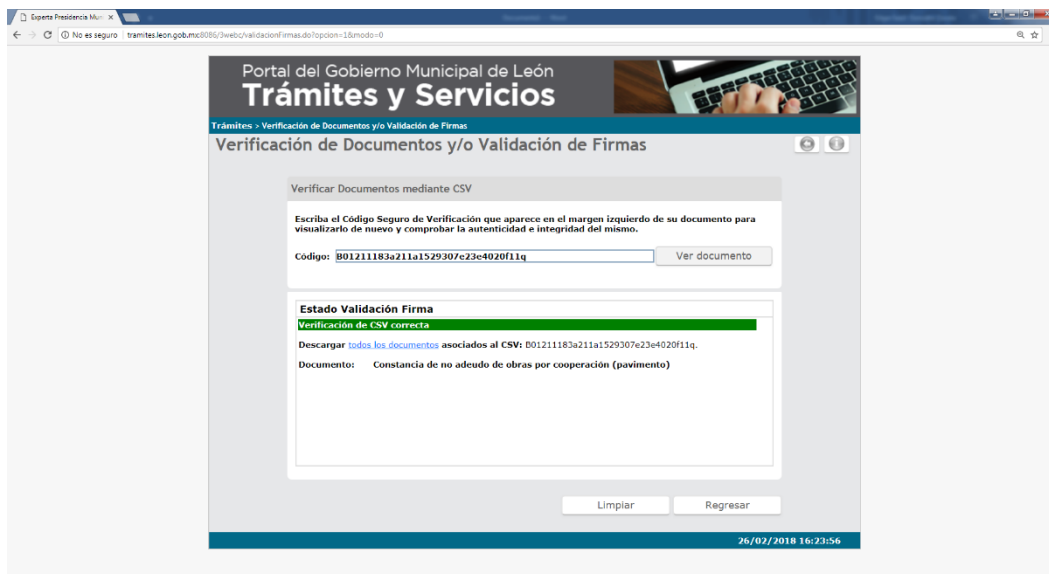 Experta Presidencia Mun
No es seguro | tramites.leon.gob.mx:8086/3webc/validacionFirmas.do?opcion=1&modo=0
Portal del Gobierno Municipal de León
Trámites y Servicios
Trámites > Verificación de Documentos y/o Validación de Firmas
Verificación de Documentos y/o Validación de Firmas
Verificar Documentos mediante CSV
Escriba el Código Seguro de Verificación que aparece en el margen izquierdo de su documento para
visualizarlo de nuevo y comprobar la autenticidad e integridad del mismo.
Código: B01211183a211a1529307e23e4020f11q Ver documento
Estado Validación Firma
Verificación de CSV correcta
Descargar todos los documentos asociados al CSV: B01211183a211a1529307e23e4020f11q.
Documento: Constancia de no adeudo de obras por cooperación (pavimento)
Limpiar Regresar
26/02/2018 16:23:56